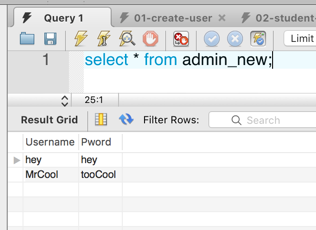 Query 1
01-create-user
02-student-
Limit
1
select * from admin_new;
25:1
Result Grid
Filter Rows:
Search
Username Pword
hey hey
MrCool tooCool